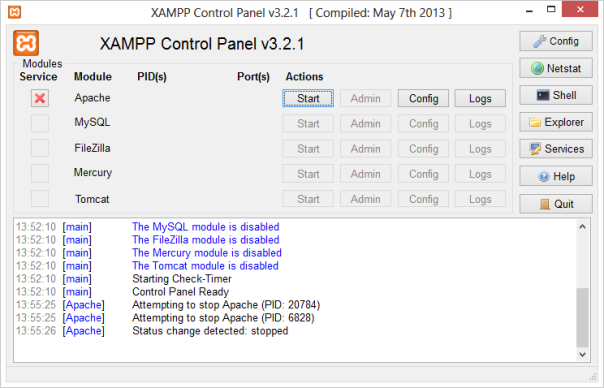 XAMPP Control Panel v3.2.1 [ Compiled: May 7th 2013 ]
XAMPP Control Panel v3.2.1
Config
Modules
Service Module PID(s) Port(s) Actions
Netstat
Apache Start Admin Config Logs
Shell
MySQL Start Admin Config Logs
Explorer
FileZilla Start Admin Config Logs
Services
Mercury Start Admin Config Logs
Help
Tomcat Start Admin Config Logs
Quit
13:52:10 [main] The MySQL module is disabled
13:52:10 [main] The FileZilla module is disabled
13:52:10 [main] The Mercury module is disabled
13:52:10 [main] The Tomcat module is disabled
13:52:10 [main] Starting Check-Timer
13:52:10 [main] Control Panel Ready
13:55:25 [Apache] Attempting to stop Apache (PID: 20784)
13:55:25 [Apache] Attempting to stop Apache (PID: 6828)
13:55:26 [Apache] Status change detected: stopped